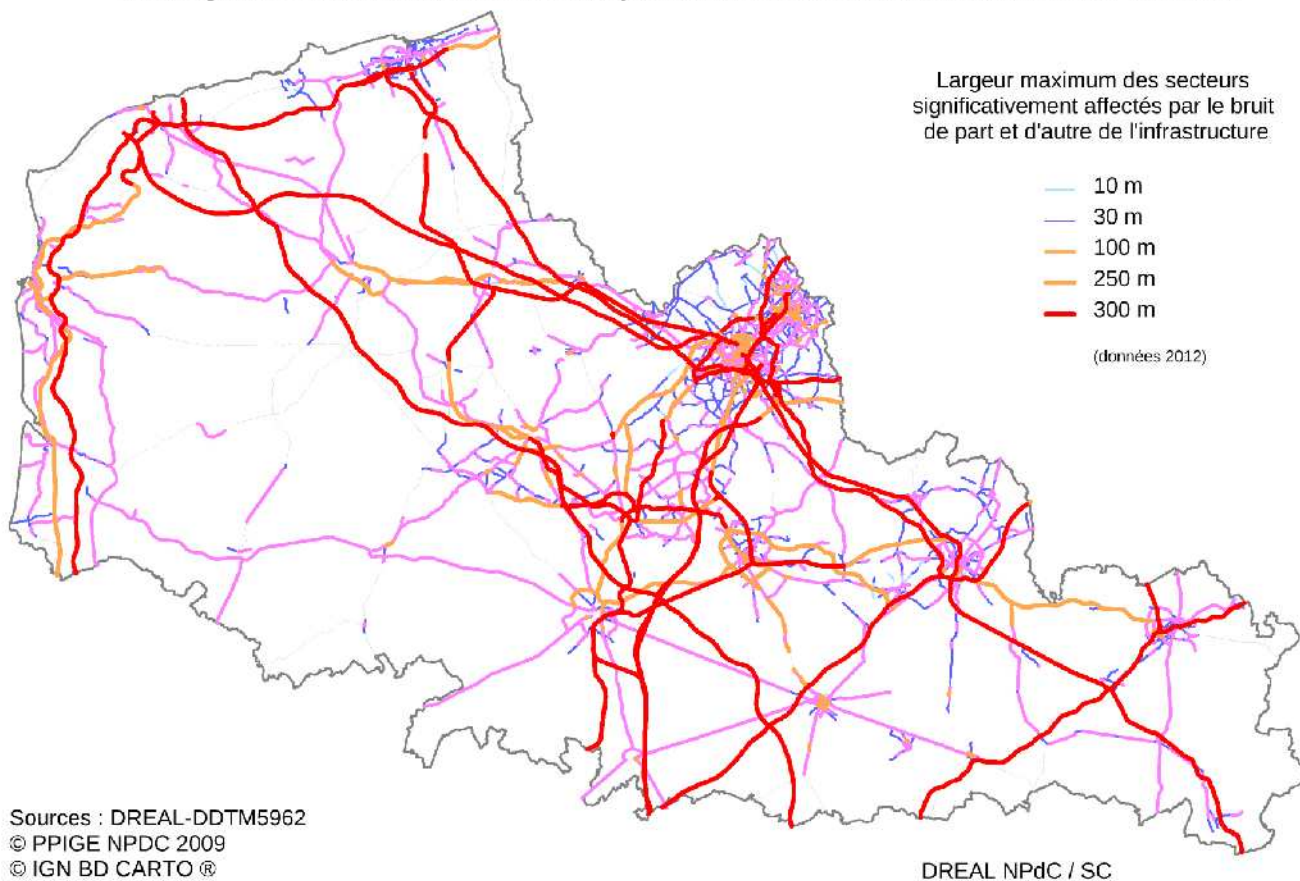 Largeur maximum des secteurs
significativement affectés par le bruit
de part et d'autre de l'infrastructure
10 m
30 m
100 m
250 m
300 m
(données 2012)
Sources : DREAL-DDTM5962
© PPIGE NPDC 2009
© IGN BD CARTO ®
DREAL NPdC / SC